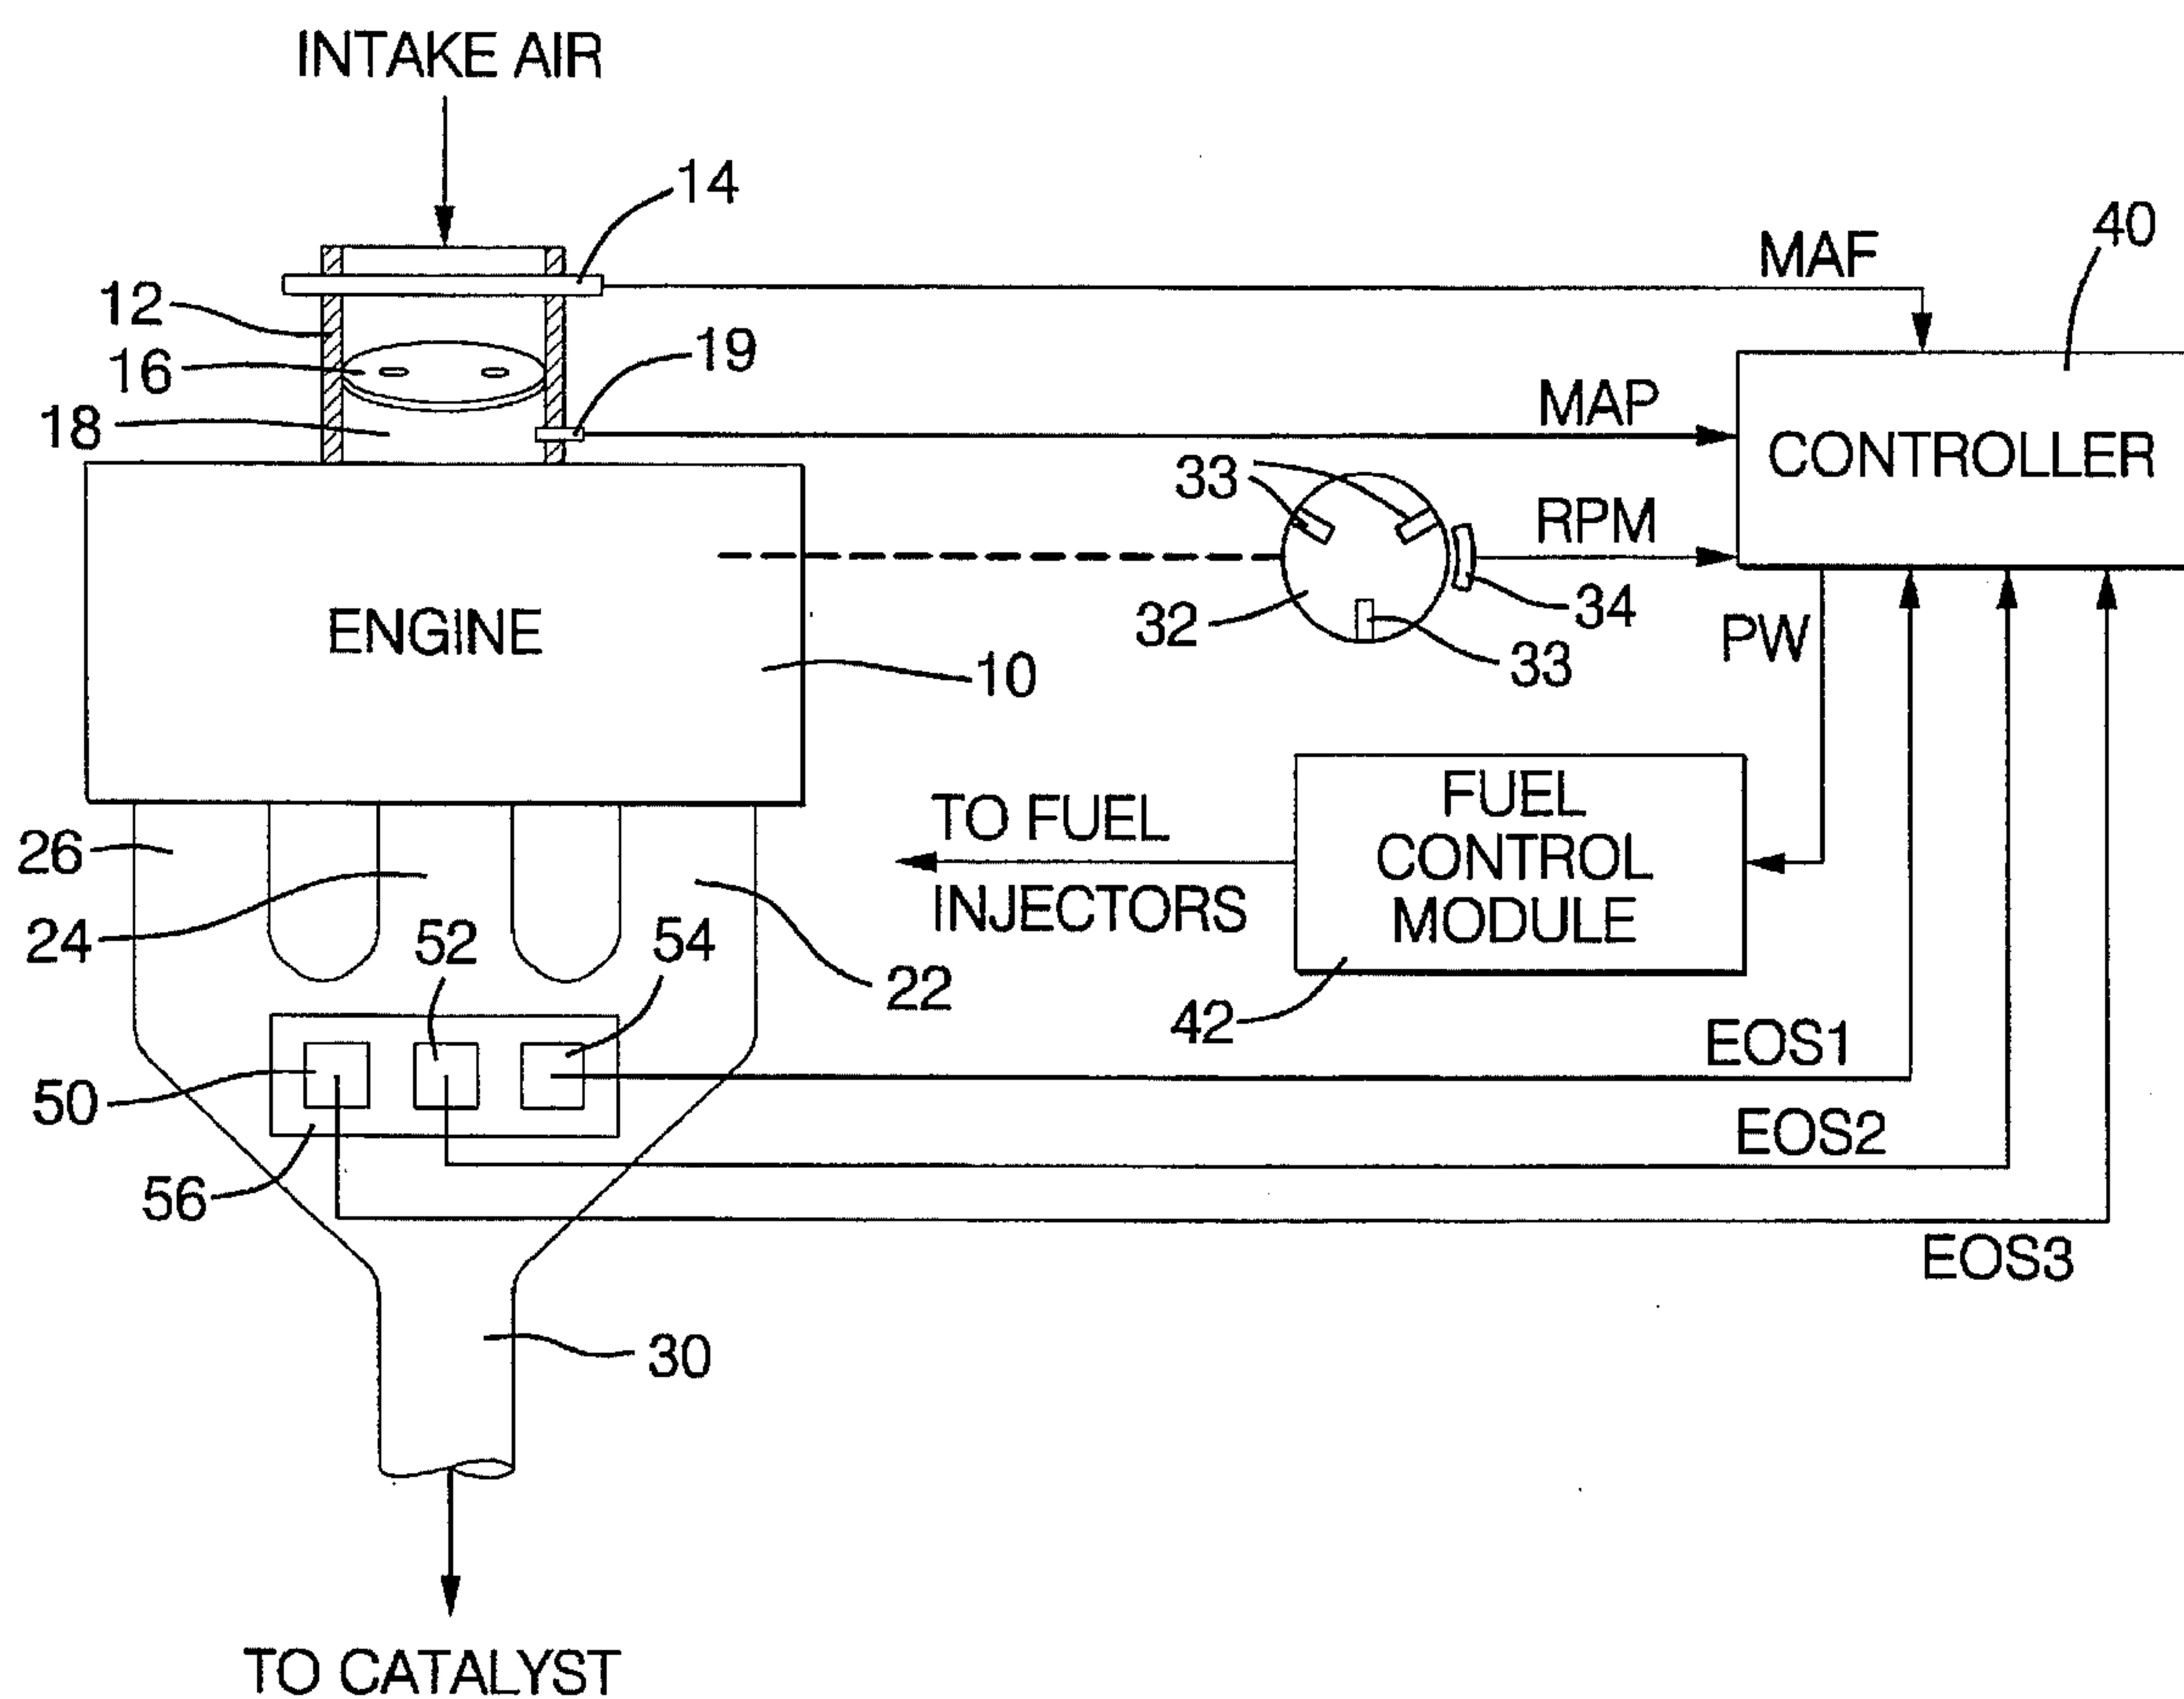 INTAKE AIR
14
40
MAF
12
19
16
MAP
18
CONTROLLER
33
RPM
34
32
ENGINE
PW
33
10
FUEL
CONTROL
MODULE
TO FUEL
INJECTORS
26
24
52
54
22
42
EOS1
50
EOS2
56
EOS3
30
TO CATALYST